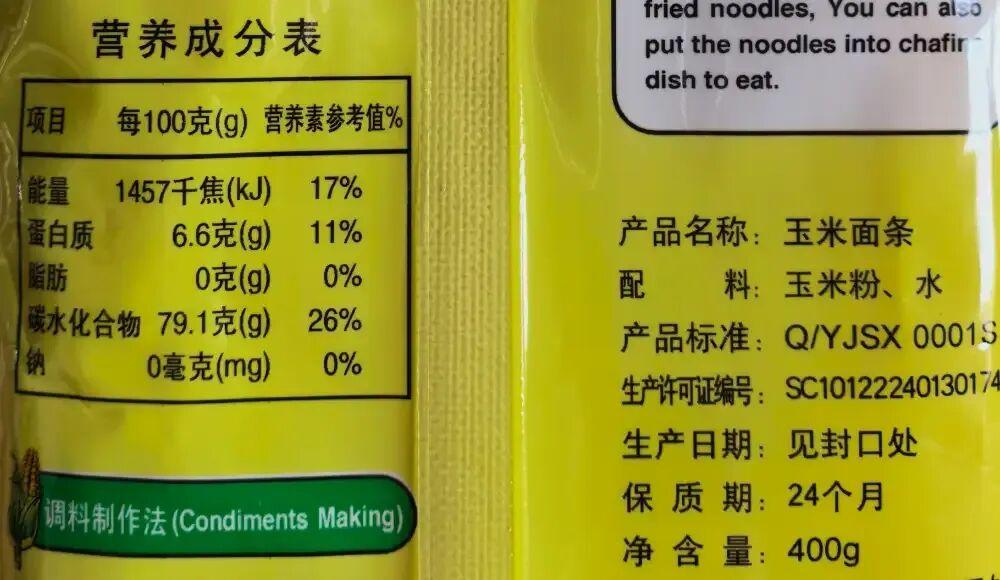 营养成分表
项目 每100克(g) 营养素参考值%
能量 1457千焦(kJ) 17%
蛋白质 6.6克(g) 11%
脂肪 0克(g) 0%
碳水化合物 79.1克(g) 26%
钠 0毫克(mg) 0%
调料制作法(Condiments Making)
fried noodles, You can also
put the noodles into chafin
dish to eat.
产品名称：玉米面条
配料：玉米粉、水
产品标准：Q/YJSX 0001S
生产许可证编号：SC10122240130174
生产日期：见封口处
保质期：24个月
净含量：400g